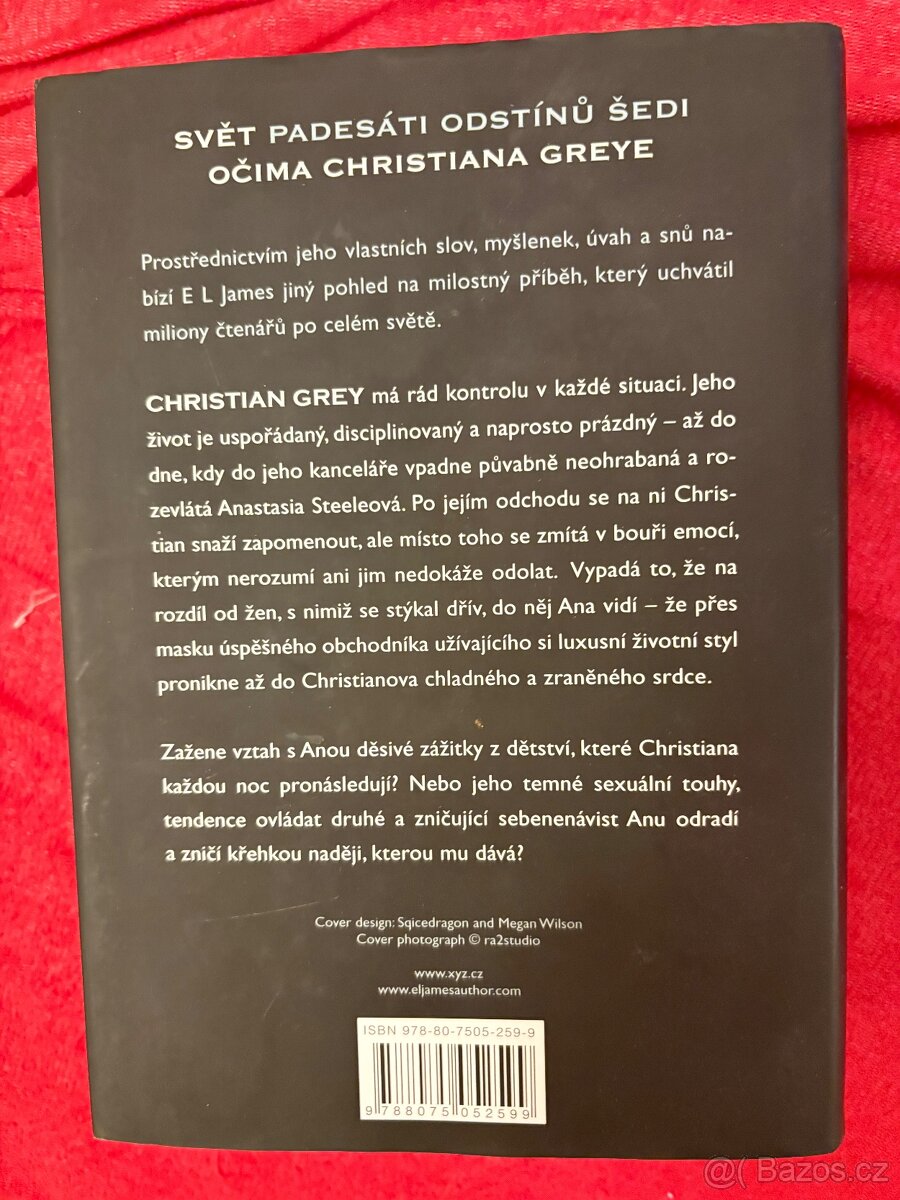 SVĚT PADESÁTI ODSTÍNŮ ŠEDI
OČIMA CHRISTIANA GREYE
Prostřednictvím jeho vlastních slov, myšlenek, úvah a snů na-
bízí E L James jiný pohled na milostný příběh, který uchvátil
miliony čtenářů po celém světě.
CHRISTIAN GREY má rád kontrolu v každé situaci. Jeho
život je uspořádaný, disciplinovaný a naprosto prázdný – až do
dne, kdy do jeho kanceláře vpadne půvabně neohrabaná a ro-
zevlátá Anastasia Steeleová. Po jejím odchodu se na ni Chris-
tian snaží zapomenout, ale místo toho se zmítá v bouři emocí,
kterým nerozumí ani jim nedokáže odolat. Vypadá to, že na
rozdíl od žen, s nimiž se stýkal dřív, do něj Ana vidí – že přes
masku úspěšného obchodníka užívajícího si luxusní životní styl
pronikne až do Christianova chladného a zraněného srdce.
Zažene vztah s Anou děsivé zážitky z dětství, které Christiana
každou noc pronásledují? Nebo jeho temné sexuální touhy,
tendence ovládat druhé a zničující sebenenávist Anu odradí
a zničí křehkou naději, kterou mu dává?
Cover design: Sqicedragon and Megan Wilson
Cover photograph © ra2studio
www.xyz.cz
www.eljamesauthor.com
ISBN 978-80-7505-259-9
9 788075 052599
@( Bazos.cz